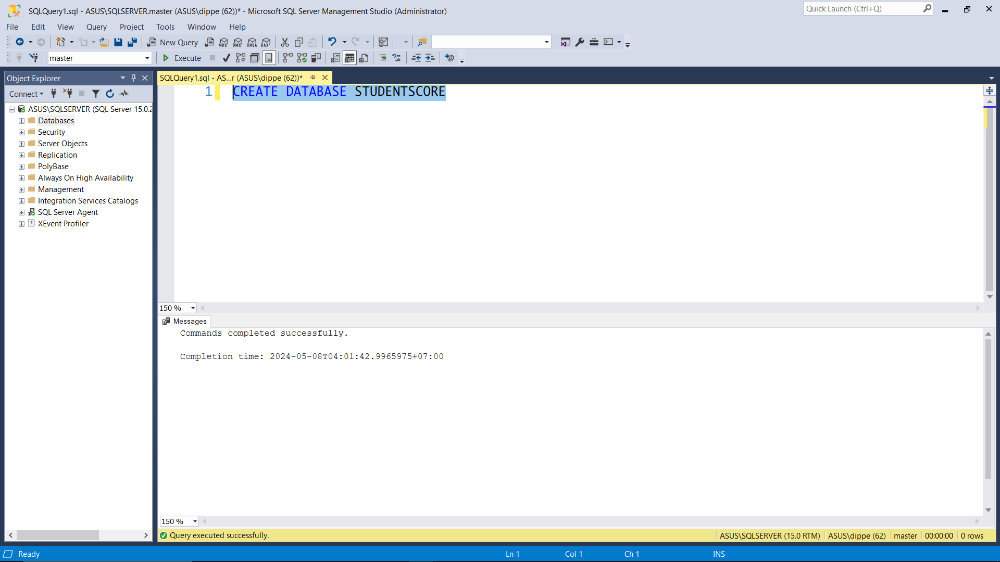 SQLQuery1.sql - ASUS\SQLSERVER.master (ASUS\dippe (62))* - Microsoft SQL Server Management Studio (Administrator)
Quick Launch (Ctrl+Q)
File Edit View Query Project Tools Window Help
New Query MDX DMX XMLA DAX
master Execute
Object Explorer
SQLQuery1.sql - AS...r (ASUS\dippe (62))*
Connect
1 CREATE DATABASE STUDENTSCORE
ASUS\SQLSERVER (SQL Server 15.0.2
Databases
Security
Server Objects
Replication
PolyBase
Always On High Availability
Management
Integration Services Catalogs
SQL Server Agent
XEvent Profiler
150 %
Messages
Commands completed successfully.
Completion time: 2024-05-08T04:01:42.9965975+07:00
150 %
Query executed successfully. ASUS\SQLSERVER (15.0 RTM) ASUS\dippe (62) master 00:00:00 0 rows
Ready Ln 1 Col 1 Ch 1 INS